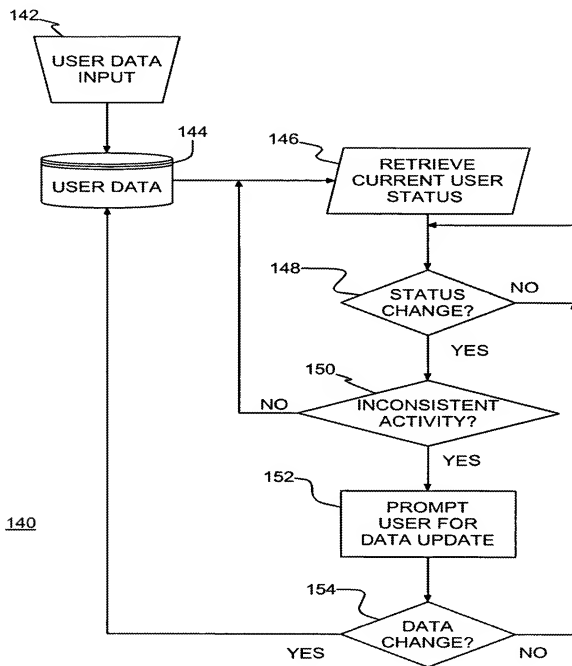 142
USER DATA
INPUT
144
USER DATA
146
RETRIEVE
CURRENT USER
STATUS
148
STATUS
CHANGE?
NO
YES
150
INCONSISTENT
ACTIVITY?
NO
YES
152
PROMPT
USER FOR
DATA UPDATE
140
154
DATA
CHANGE?
YES
NO